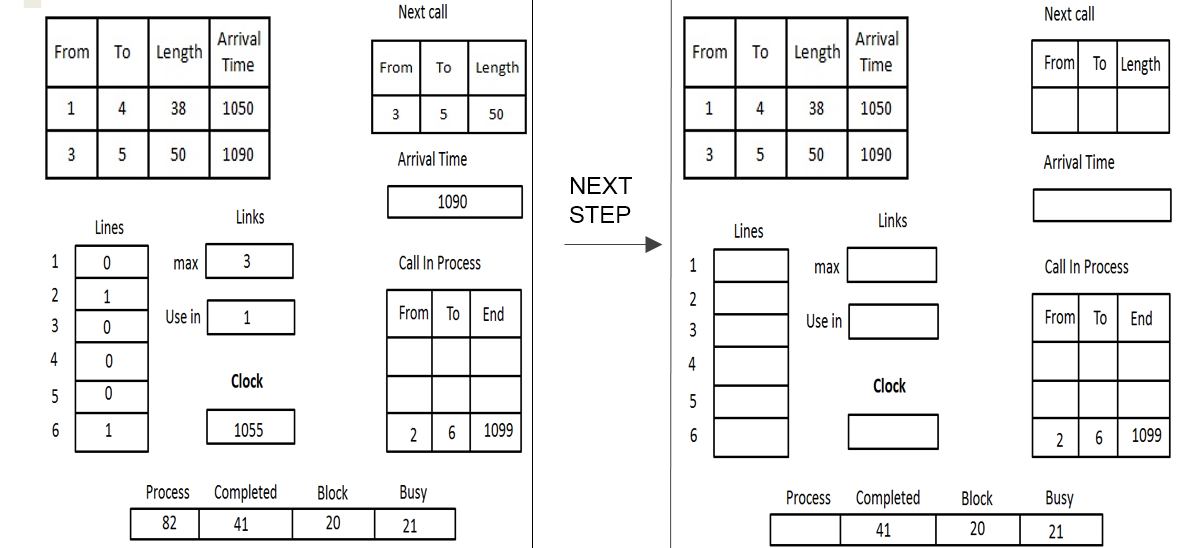 From To Length Arrival Time
1 4 38 1050
3 5 50 1090
Next call
From To Length
3 5 50
Arrival Time
1090
Lines
1 0
2 1
3 0
4 0
5 0
6 1
Links
max 3
Use in 1
Clock
1055
Call In Process
From To End
2 6 1099
Process Completed Block Busy
82 41 20 21
NEXT
STEP
From To Length Arrival Time
1 4 38 1050
3 5 50 1090
Next call
From To Length
Arrival Time
Lines
1
2
3
4
5
6
Links
max
Use in
Clock
Call In Process
From To End
2 6 1099
Process Completed Block Busy
41 20 21